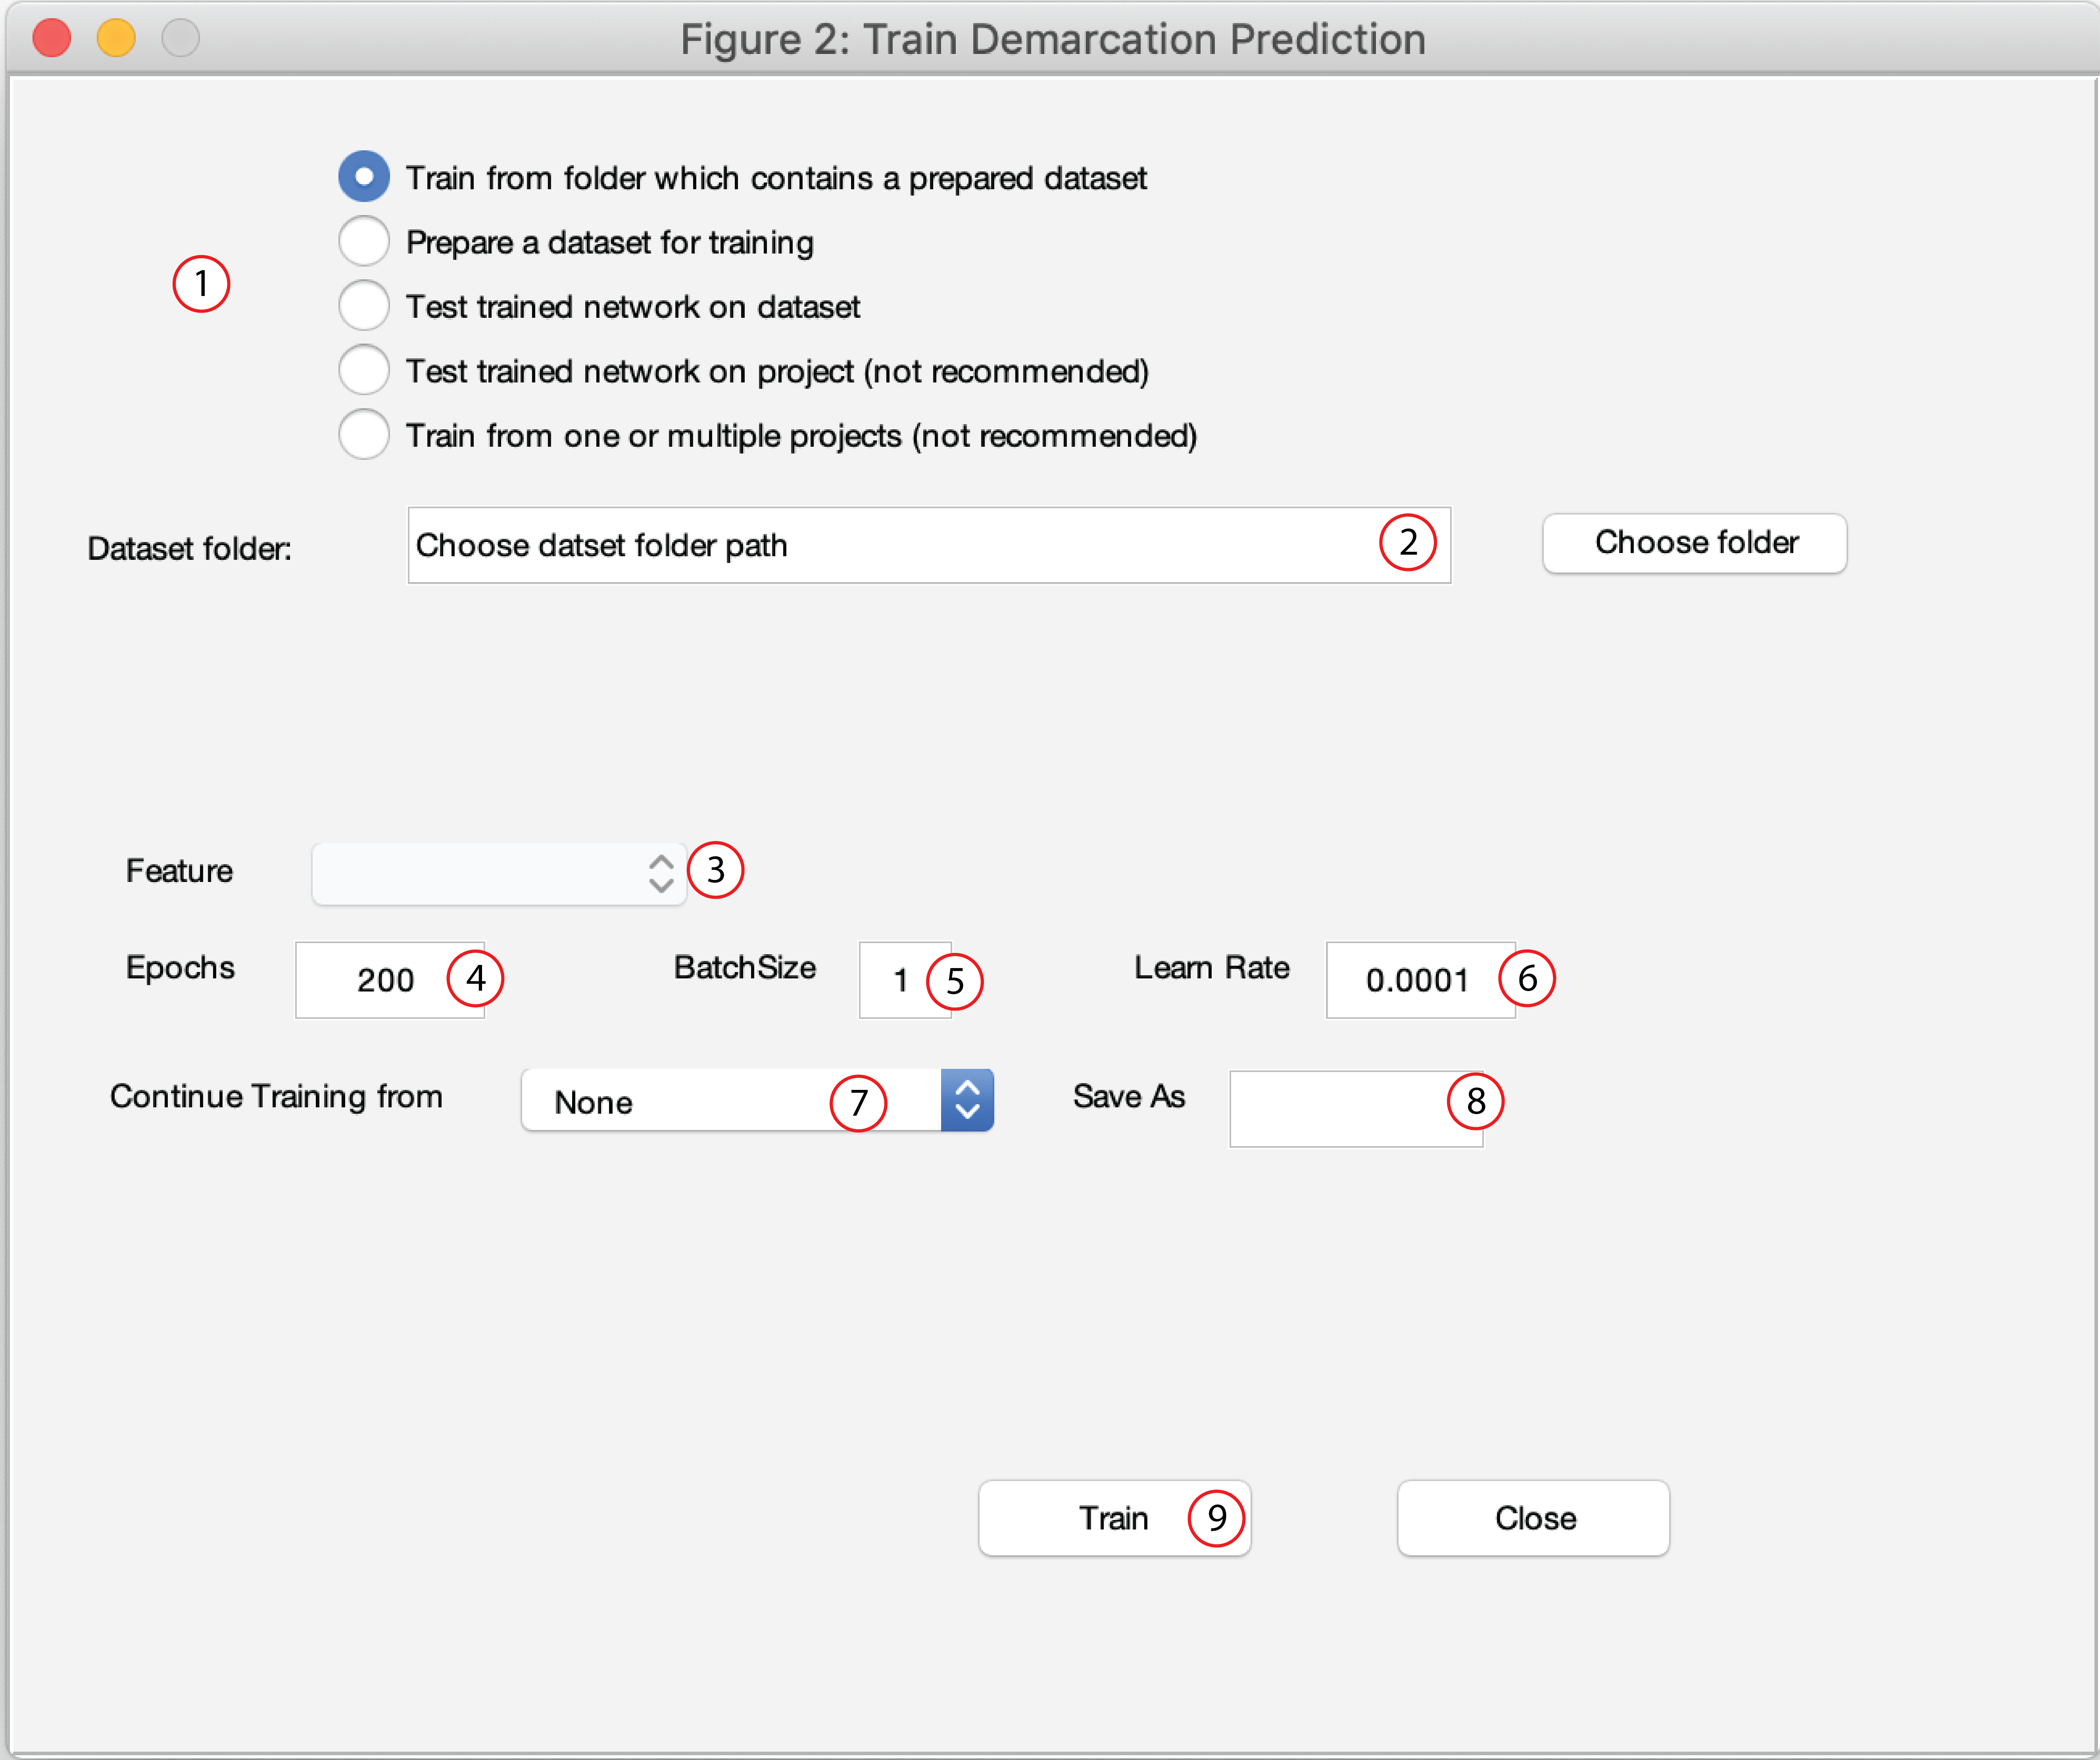 Figure 2: Train Demarcation Prediction
Train from folder which contains a prepared dataset
Prepare a dataset for training
1
Test trained network on dataset
Test trained network on project (not recommended)
Train from one or multiple projects (not recommended)
Dataset folder: Choose datset folder path 2 Choose folder
Feature 3
Epochs 200 4 BatchSize 1 5 Learn Rate 0.0001 6
Continue Training from None 7 Save As 8
Train 9 Close